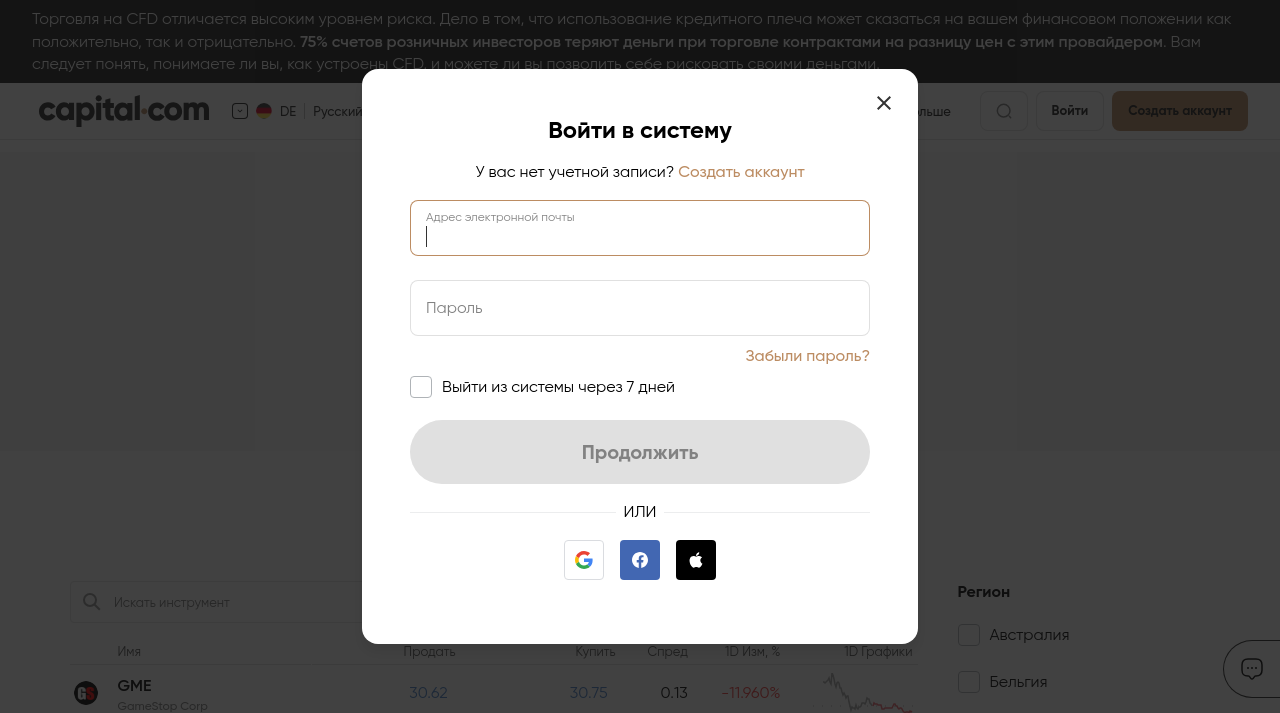 Торговля на CFD отличается высоким уровнем риска. Дело в том, что использование кредитного плеча может сказаться на вашем финансовом положении как
положительно, так и отрицательно. 75% счетов розничных инвесторов теряют деньги при торговле контрактами на разницу цен с этим провайдером. Вам
следует понять, понимаете ли вы, как устроены CFD, и можете ли вы позволить себе рисковать своими деньгами.
capital.com
DE
Русский
Войти
Создать аккаунт
Войти в систему
У вас нет учетной записи? Создать аккаунт
Адрес электронной почты
Пароль
Забыли пароль?
Выйти из системы через 7 дней
Продолжить
ИЛИ
Искать инструмент
Регион
Австралия
Бельгия
Имя Продать Купить Спред 1D Изм, % 1D Графики
GS GME 30.62 30.75 0.13 -11.960%
GameStop Corp